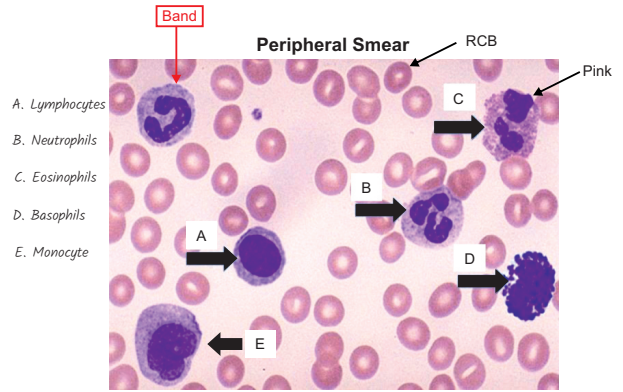 Band
Peripheral Smear
RCB
Pink
A. Lymphocytes
B. Neutrophils
C. Eosinophils
D. Basophils
E. Monocyte
C
B
A
D
E